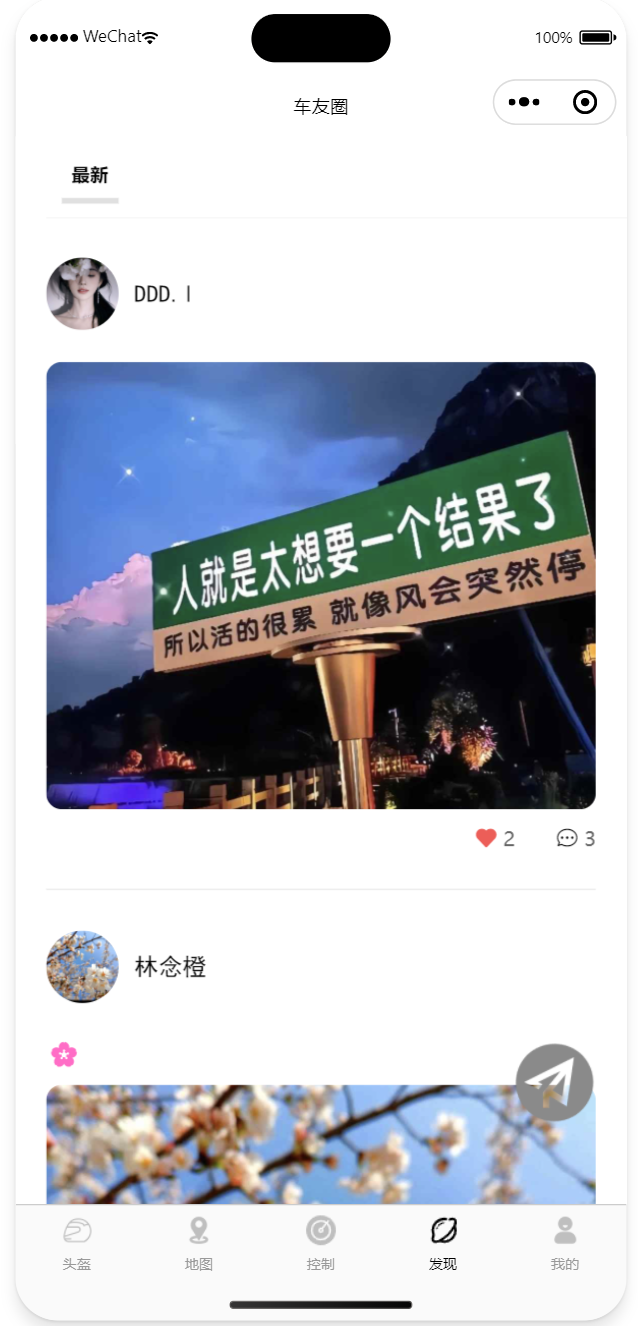 WeChat 100%
车友圈
最新
DDD. l
人就是太想要一个结果了
所以活的很累 就像风会突然停
2 3
林念橙
头盔 地图 控制 发现 我的